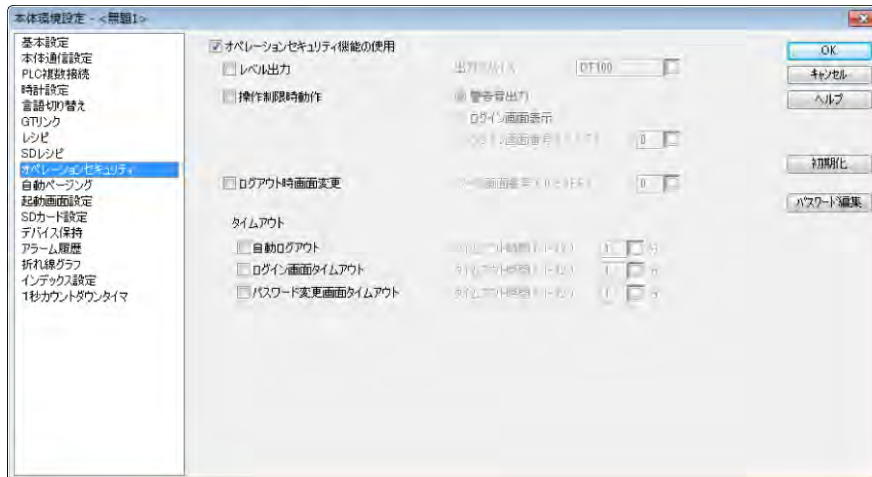 本体環境設定 - <無題1>
基本設定
本体通信設定
PLC複数接続
時計設定
言語切り替え
GTリンク
レシピ
SDレシピ
オペレーションセキュリティ
自動ページング
起動画面設定
SDカード設定
デバイス保持
アラーム履歴
折れ線グラフ
インデックス設定
1秒カウントダウンタイマ
オペレーションセキュリティ機能の使用
レベル出力
出力デバイス
DT100
操作制限時動作
警告音出力
ログイン画面表示
0
ログアウト時画面変更
0
タイムアウト
自動ログアウト
1
分
ログイン画面タイムアウト
1
分
パスワード変更画面タイムアウト
1
分
OK
キャンセル
ヘルプ
初期化
パスワード編集